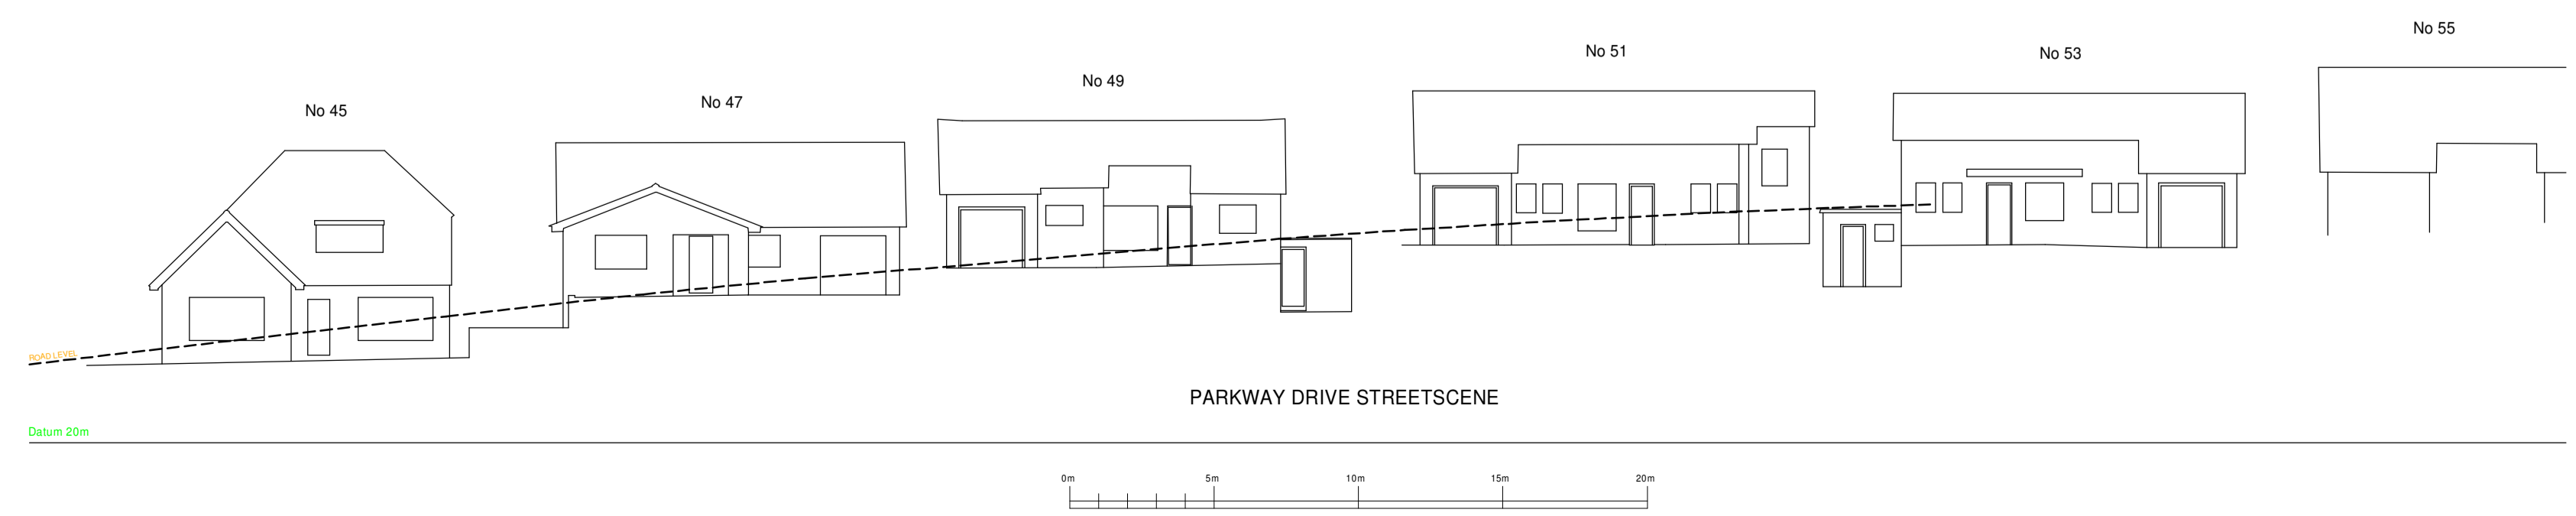 No 45
No 47
No 49
No 51
No 53
No 55
ROAD LEVEL
PARKWAY DRIVE STREETSCENE
Datum 20m
0m 5m 10m 15m 20m